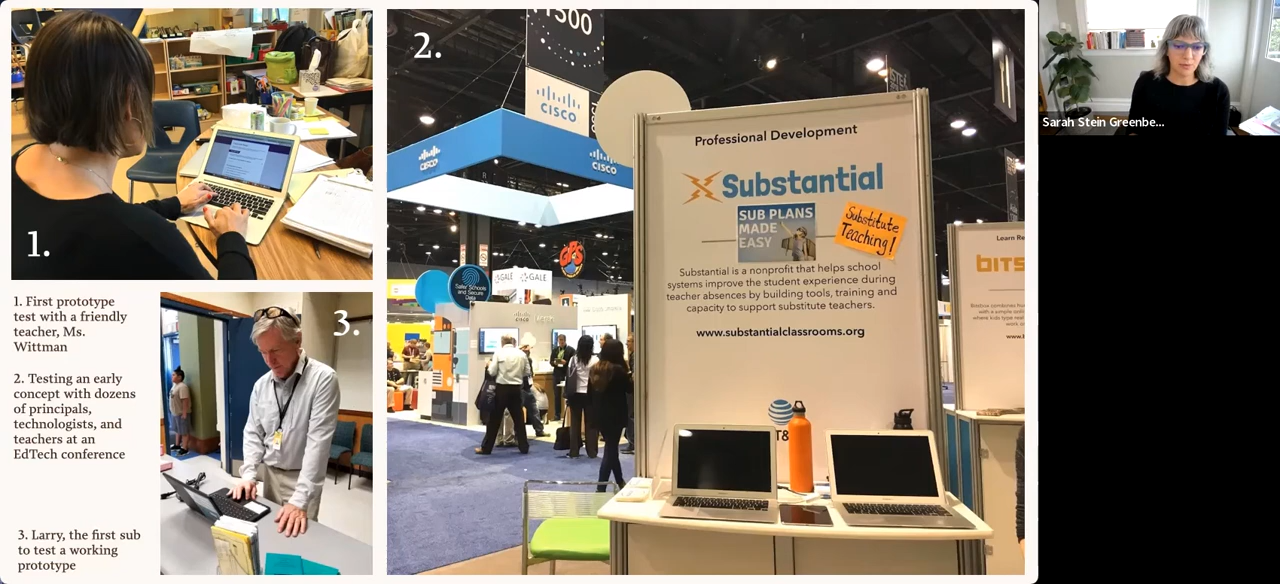 1.
1. First prototype
test with a friendly
teacher, Ms.
Wittman
2. Testing an early
concept with dozens
of principals,
technologists, and
teachers at an
EdTech conference
3. Larry, the first sub
to test a working
prototype
3.
2.
1300
CISCO
CISCO
CISCO
Safer Schools
and Secure
Data
GALE
GALE
Professional Development
Substantial
SUB PLANS
MADE
EASY
Substitute
Teaching!
Substantial is a nonprofit that helps school
systems improve the student experience during
teacher absences by building tools, training and
capacity to support substitute teachers.
www.substantialclassrooms.org
AT&
Learn Re
BITS
Sarah Stein Greenbe...